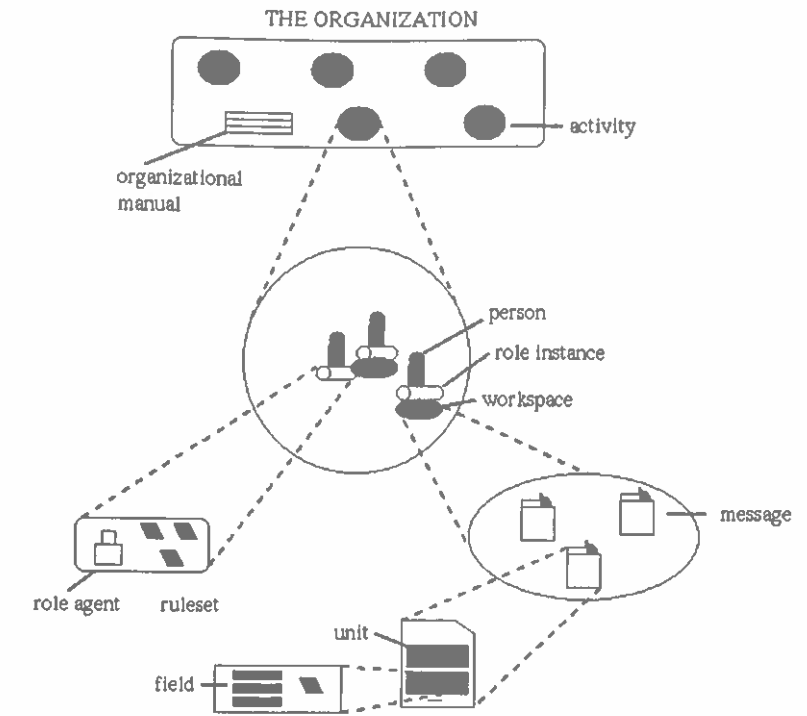 THE ORGANIZATION
activity
organizational
manual
person
role instance
workspace
message
role agent
ruleset
unit
field